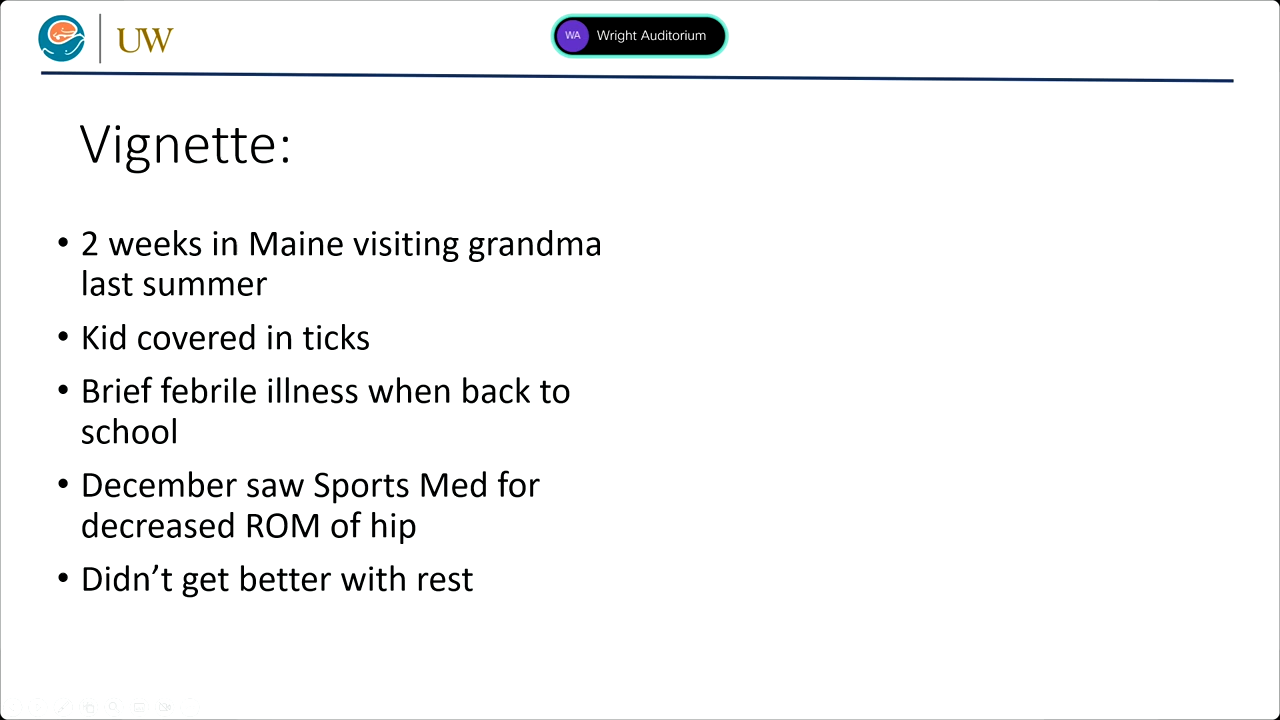 UW
WA Wright Auditorium
Vignette:
• 2 weeks in Maine visiting grandma
last summer
• Kid covered in ticks
• Brief febrile illness when back to
school
• December saw Sports Med for
decreased ROM of hip
• Didn’t get better with rest